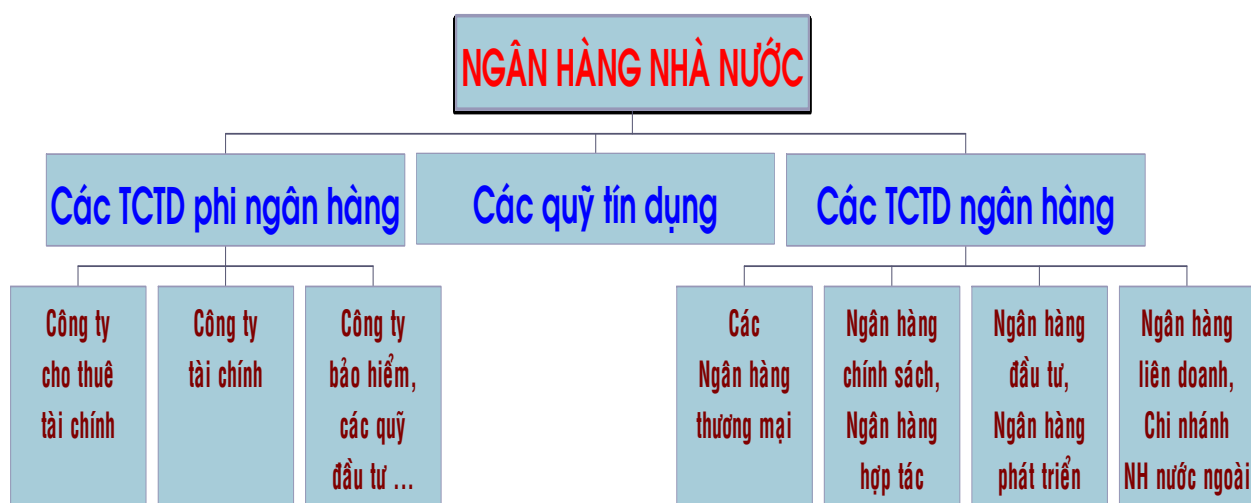 NGÂN HÀNG NHÀ NƯỚC
Các TCTD phi ngân hàng
Các quỹ tín dụng
Các TCTD ngân hàng
Công ty
cho thuê
tài chính
Công ty
tài chính
Công ty
bảo hiểm,
các quỹ
đầu tư ...
Các
Ngân hàng
thương mại
Ngân hàng
chính sách,
Ngân hàng
hợp tác
Ngân hàng
đầu tư,
Ngân hàng
phát triển
Ngân hàng
liên doanh,
Chi nhánh
NH nước ngoài